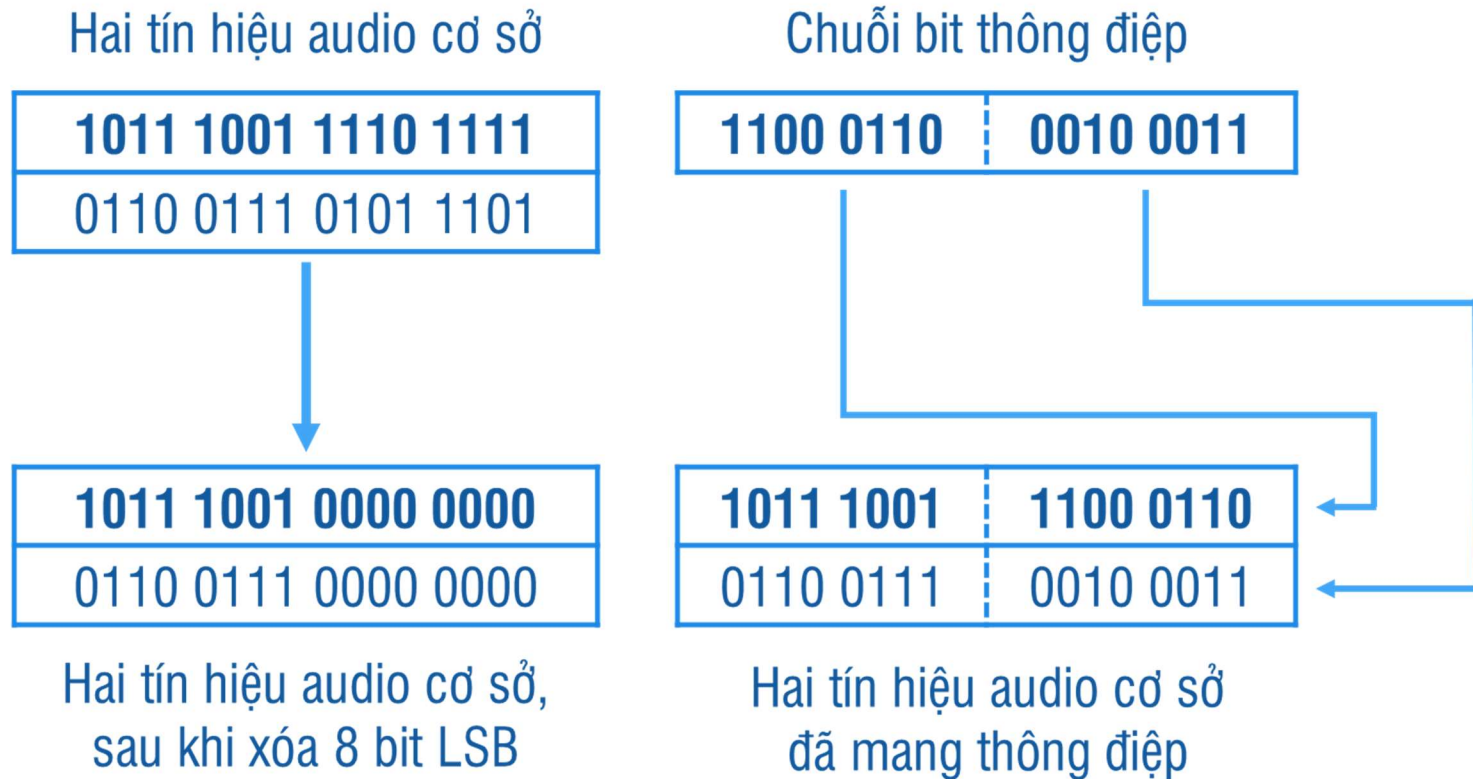 Hai tín hiệu audio cơ sở
1011 1001 1110 1111
0110 0111 0101 1101
Chuỗi bit thông điệp
1100 0110 0010 0011
1011 1001 0000 0000
0110 0111 0000 0000
Hai tín hiệu audio cơ sở,
sau khi xóa 8 bit LSB
1011 1001 1100 0110
0110 0111 0010 0011
Hai tín hiệu audio cơ sở
đã mang thông điệp